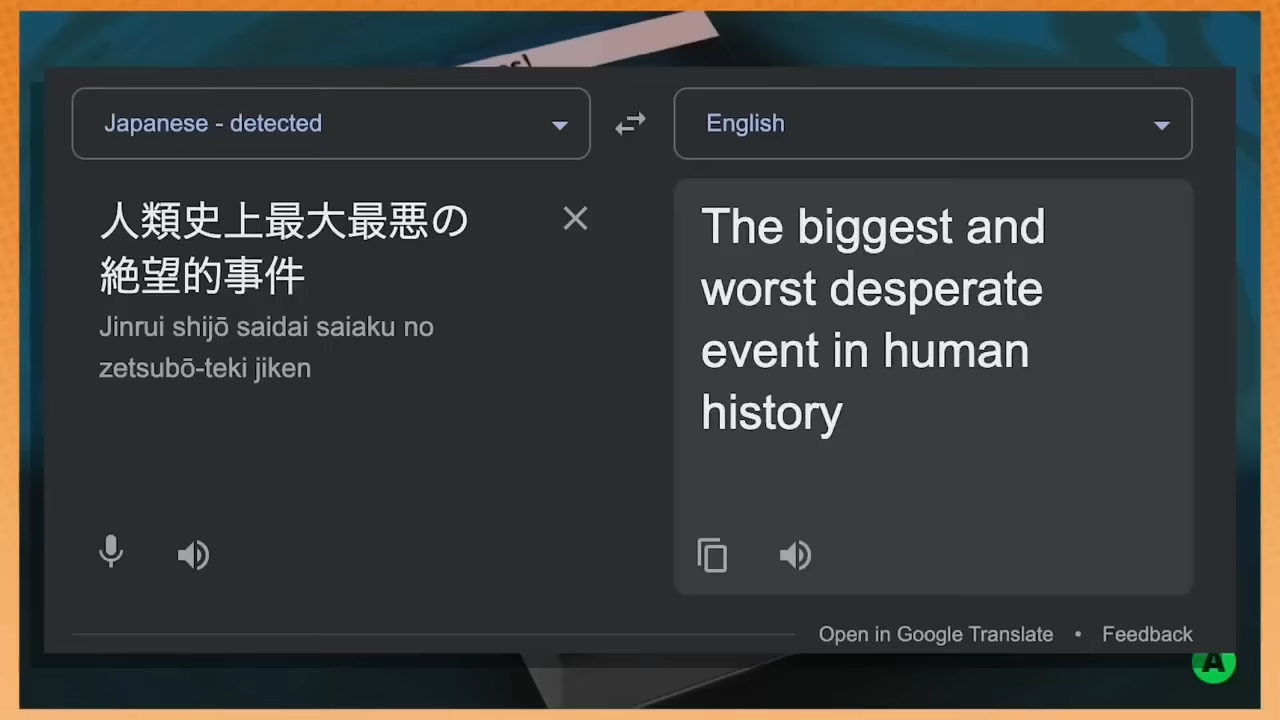 Japanese - detected
English
人類史上最大最悪の
絶望的事件
Jinrui shijō saidai saiaku no
zetsubō-teki jiken
The biggest and
worst desperate
event in human
history
Open in Google Translate • Feedback
A